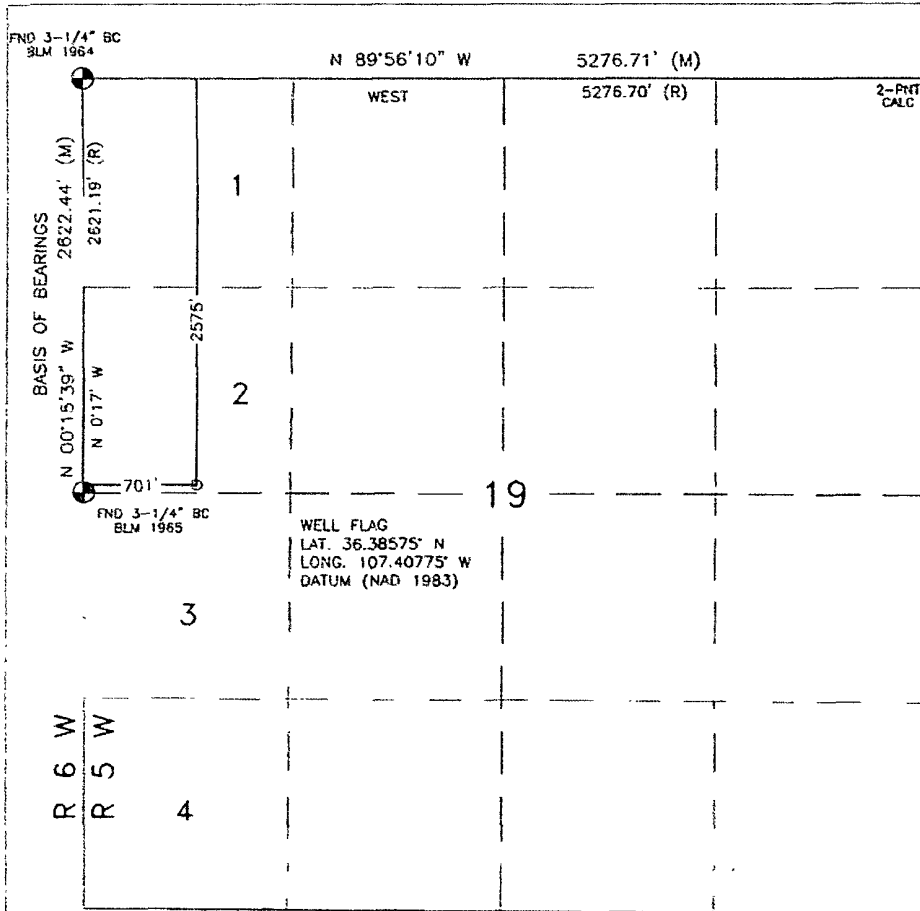 FND 3-1/4" BC
BLM 1964
N 89°56'10" W 5276.71' (M)
WEST 5276.70' (R)
2-PNT
CALC
BASIS OF BEARINGS
N 00°15'39" W 2622.44' (M)
N 0°17' W 2621.19' (R)
1
2575'
2
701'
19
FND 3-1/4" BC
BLM 1965
WELL FLAG
LAT. 36.38575° N
LONG. 107.40775° W
DATUM (NAD 1983)
3
R 6 W
R 5 W
4